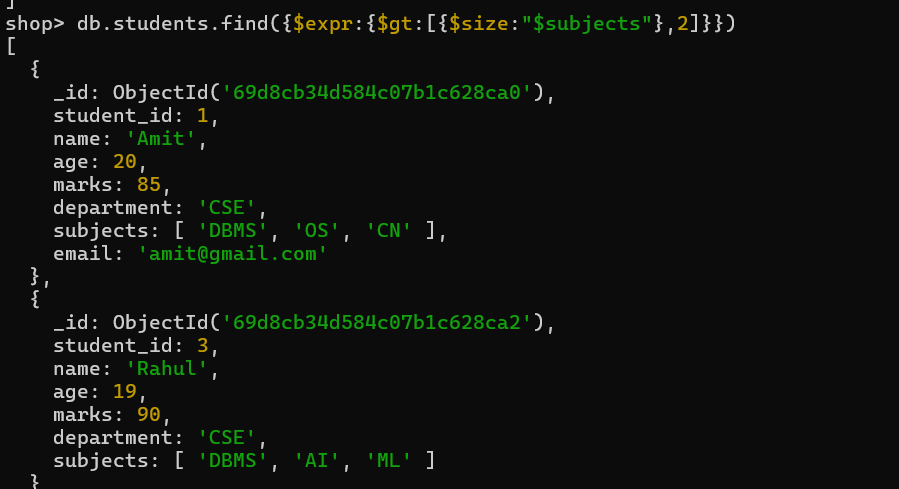 ]
shop> db.students.find({$expr:{$gt:[{$size:"$subjects"},2]}})
[
  {
    _id: ObjectId('69d8cb34d584c07b1c628ca0'),
    student_id: 1,
    name: 'Amit',
    age: 20,
    marks: 85,
    department: 'CSE',
    subjects: [ 'DBMS', 'OS', 'CN' ],
    email: 'amit@gmail.com'
  },
  {
    _id: ObjectId('69d8cb34d584c07b1c628ca2'),
    student_id: 3,
    name: 'Rahul',
    age: 19,
    marks: 90,
    department: 'CSE',
    subjects: [ 'DBMS', 'AI', 'ML' ]
  }